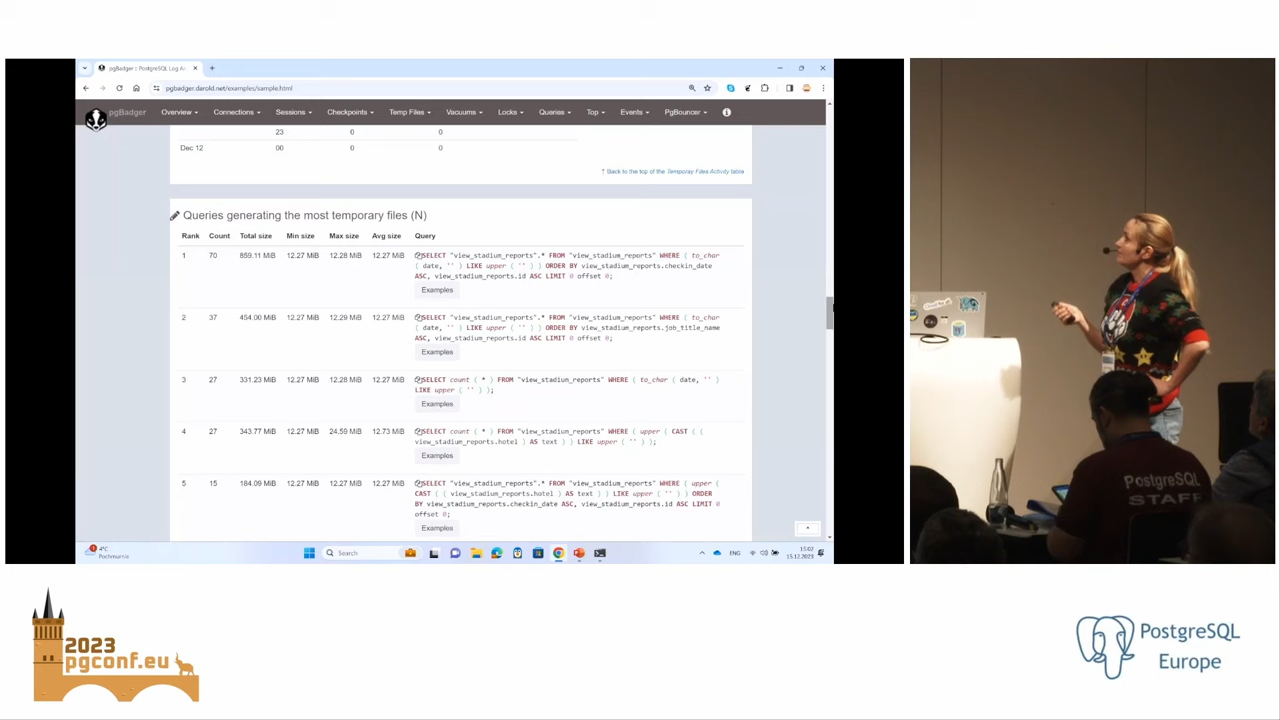 pgBadger :: PostgreSQL Log A
pgbadger.darold.net/examples/sample.html
pgBadger
Overview
Connections
Sessions
Checkpoints
Temp Files
Vacuums
Locks
Queries
Top
Events
PgBouncer
23 0 0
Dec 12 00 0 0
↑ Back to the top of the Temporay Files Activity table
Queries generating the most temporary files (N)
Rank Count Total size Min size Max size Avg size Query
1 70 859.11 MiB 12.27 MiB 12.28 MiB 12.27 MiB SELECT "view_stadium_reports".* FROM "view_stadium_reports" WHERE ( to_char
( date, '' ) LIKE upper ( '' ) ) ORDER BY view_stadium_reports.checkin_date
ASC, view_stadium_reports.id ASC LIMIT 0 offset 0;
Examples
2 37 454.00 MiB 12.27 MiB 12.29 MiB 12.27 MiB SELECT "view_stadium_reports".* FROM "view_stadium_reports" WHERE ( to_char
( date, '' ) LIKE upper ( '' ) ) ORDER BY view_stadium_reports.job_title_name
ASC, view_stadium_reports.id ASC LIMIT 0 offset 0;
Examples
3 27 331.23 MiB 12.27 MiB 12.28 MiB 12.27 MiB SELECT count ( * ) FROM "view_stadium_reports" WHERE ( to_char ( date, '' )
LIKE upper ( '' ) );
Examples
4 27 343.77 MiB 12.27 MiB 24.59 MiB 12.73 MiB SELECT count ( * ) FROM "view_stadium_reports" WHERE ( upper ( CAST ( (
view_stadium_reports.hotel ) AS text ) ) LIKE upper ( '' ) );
Examples
5 15 184.09 MiB 12.27 MiB 12.27 MiB 12.27 MiB SELECT "view_stadium_reports".* FROM "view_stadium_reports" WHERE ( upper (
CAST ( ( view_stadium_reports.hotel ) AS text ) ) LIKE upper ( '' ) ) ORDER
BY view_stadium_reports.checkin_date ASC, view_stadium_reports.id ASC LIMIT 0
offset 0;
Examples
4°C
Pochmurnie
Search
ENG
15:02
15.12.2023
PostgreSQL
STAFF
2023
pgconf.eu
PostgreSQL
Europe